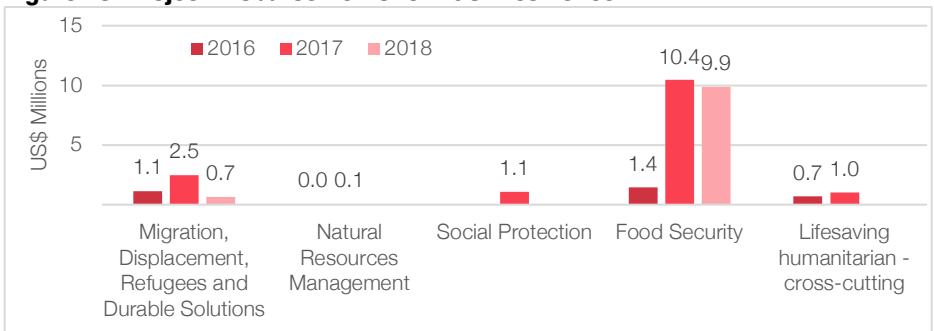 15
2016 2017 2018
10.4
9.9
10
US$ Millions
5
1.1
2.5
0.7
0.0 0.1
1.1
1.4
0.7
1.0
Migration,
Displacement,
Refugees and
Durable Solutions
Natural
Resources
Management
Social Protection
Food Security
Lifesaving
humanitarian -
cross-cutting